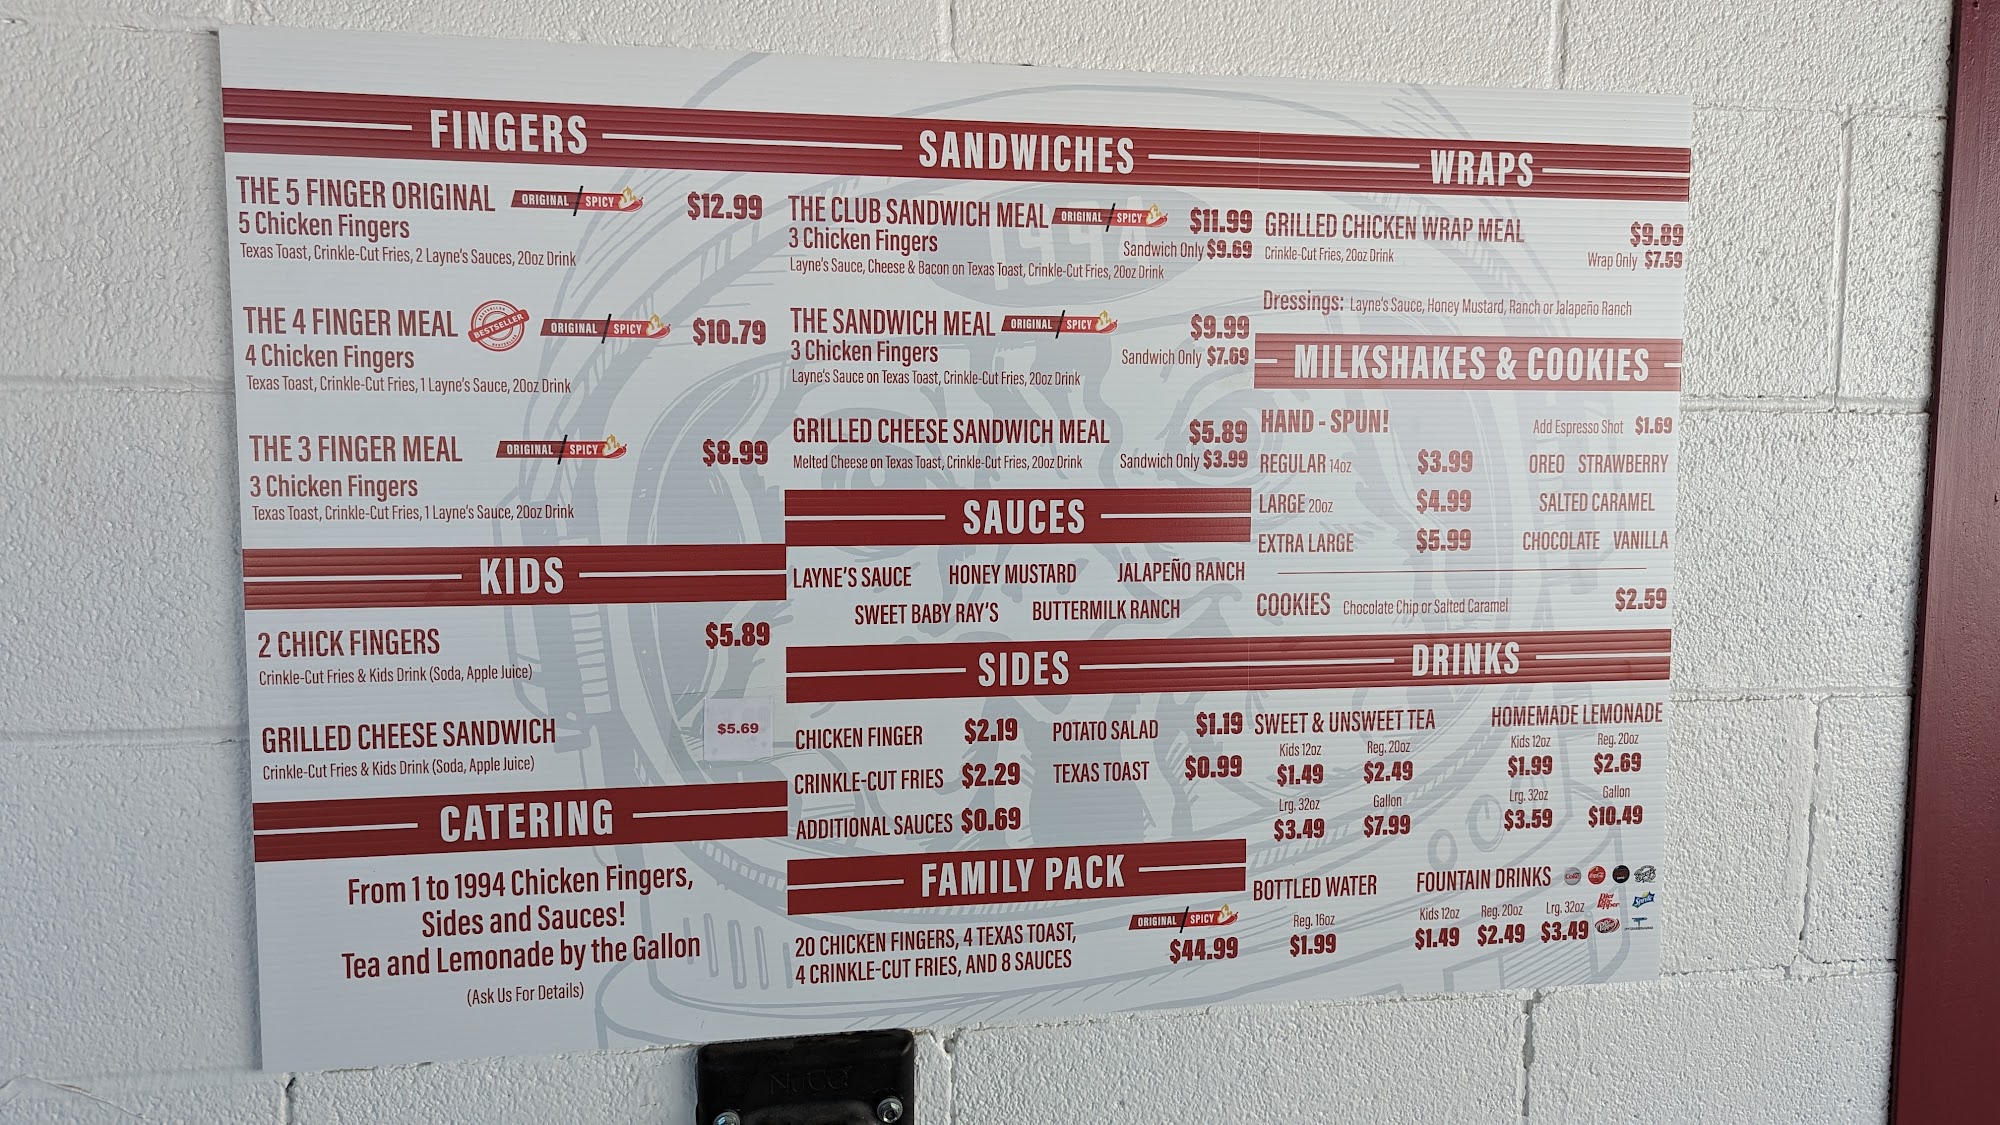 FINGERS
THE 5 FINGER ORIGINAL ORIGINAL / SPICY $12.99
5 Chicken Fingers
Texas Toast, Crinkle-Cut Fries, 2 Layne's Sauces, 20oz Drink
THE 4 FINGER MEAL BESTSELLER ORIGINAL / SPICY $10.79
4 Chicken Fingers
Texas Toast, Crinkle-Cut Fries, 1 Layne's Sauce, 20oz Drink
THE 3 FINGER MEAL ORIGINAL / SPICY $8.99
3 Chicken Fingers
Texas Toast, Crinkle-Cut Fries, 1 Layne's Sauce, 20oz Drink
KIDS
2 CHICK FINGERS $5.89
Crinkle-Cut Fries & Kids Drink (Soda, Apple Juice)
GRILLED CHEESE SANDWICH $5.69
Crinkle-Cut Fries & Kids Drink (Soda, Apple Juice)
CATERING
From 1 to 1994 Chicken Fingers,
Sides and Sauces!
Tea and Lemonade by the Gallon
(Ask Us For Details)
SANDWICHES
THE CLUB SANDWICH MEAL ORIGINAL / SPICY $11.99
3 Chicken Fingers Sandwich Only $9.69
Layne's Sauce, Cheese & Bacon on Texas Toast, Crinkle-Cut Fries, 20oz Drink
THE SANDWICH MEAL ORIGINAL / SPICY $9.99
3 Chicken Fingers Sandwich Only $7.69
Layne's Sauce on Texas Toast, Crinkle-Cut Fries, 20oz Drink
GRILLED CHEESE SANDWICH MEAL $5.89
Melted Cheese on Texas Toast, Crinkle-Cut Fries, 20oz Drink Sandwich Only $3.99
SAUCES
LAYNE'S SAUCE HONEY MUSTARD JALAPEÑO RANCH
SWEET BABY RAY'S BUTTERMILK RANCH
SIDES
CHICKEN FINGER $2.19 POTATO SALAD $1.19
CRINKLE-CUT FRIES $2.29 TEXAS TOAST $0.99
ADDITIONAL SAUCES $0.69
FAMILY PACK
ORIGINAL / SPICY
20 CHICKEN FINGERS, 4 TEXAS TOAST,
4 CRINKLE-CUT FRIES, AND 8 SAUCES $44.99
WRAPS
GRILLED CHICKEN WRAP MEAL $9.89
Crinkle-Cut Fries, 20oz Drink Wrap Only $7.59
Dressings: Layne's Sauce, Honey Mustard, Ranch or Jalapeño Ranch
MILKSHAKES & COOKIES
HAND - SPUN! Add Espresso Shot $1.69
REGULAR 14oz $3.99 OREO STRAWBERRY
LARGE 20oz $4.99 SALTED CARAMEL
EXTRA LARGE $5.99 CHOCOLATE VANILLA
COOKIES Chocolate Chip or Salted Caramel $2.59
DRINKS
SWEET & UNSWEET TEA HOMEMADE LEMONADE
Kids 12oz Reg. 20oz Kids 12oz Reg. 20oz
$1.49 $2.49 $1.99 $2.69
Lrg. 32oz Gallon Lrg. 32oz Gallon
$3.49 $7.99 $3.59 $10.49
BOTTLED WATER FOUNTAIN DRINKS
Reg. 16oz Kids 12oz Reg. 20oz Lrg. 32oz
$1.99 $1.49 $2.49 $3.49
1994
NUCO